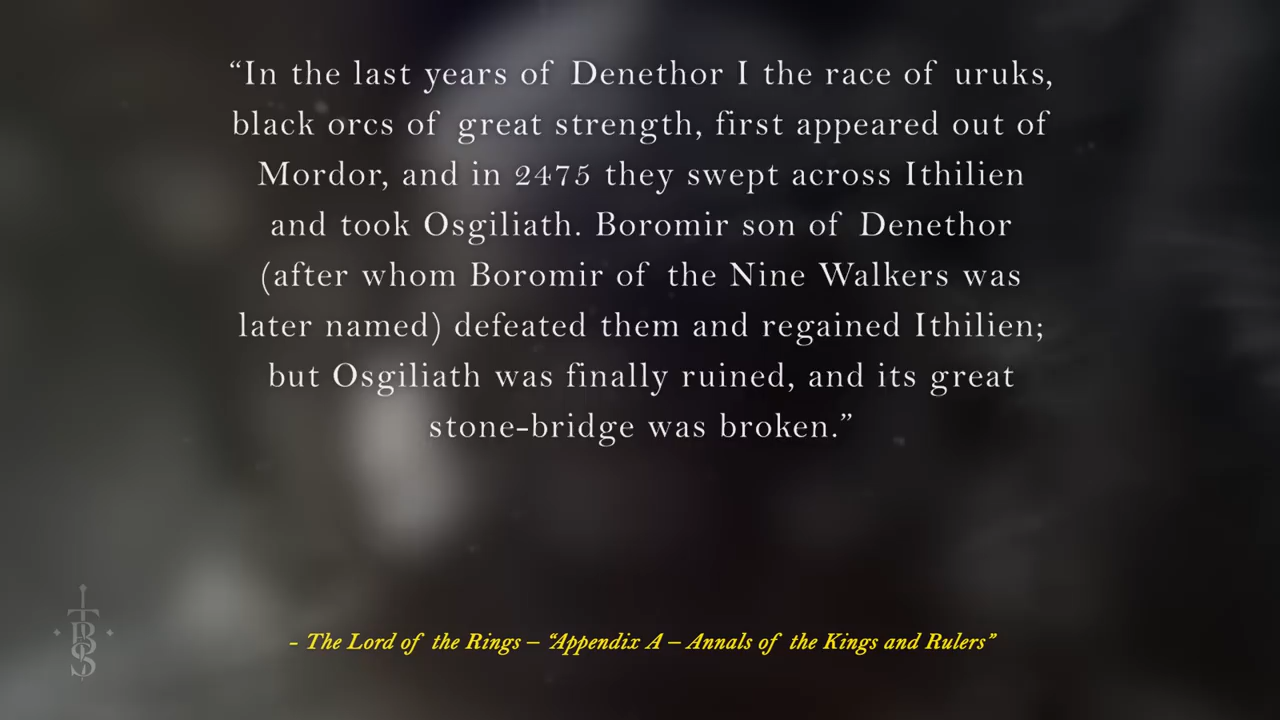 “In the last years of Denethor I the race of uruks,
black orcs of great strength, first appeared out of
Mordor, and in 2475 they swept across Ithilien
and took Osgiliath. Boromir son of Denethor
(after whom Boromir of the Nine Walkers was
later named) defeated them and regained Ithilien;
but Osgiliath was finally ruined, and its great
stone-bridge was broken.”
- The Lord of the Rings – “Appendix A – Annals of the Kings and Rulers”
TBS